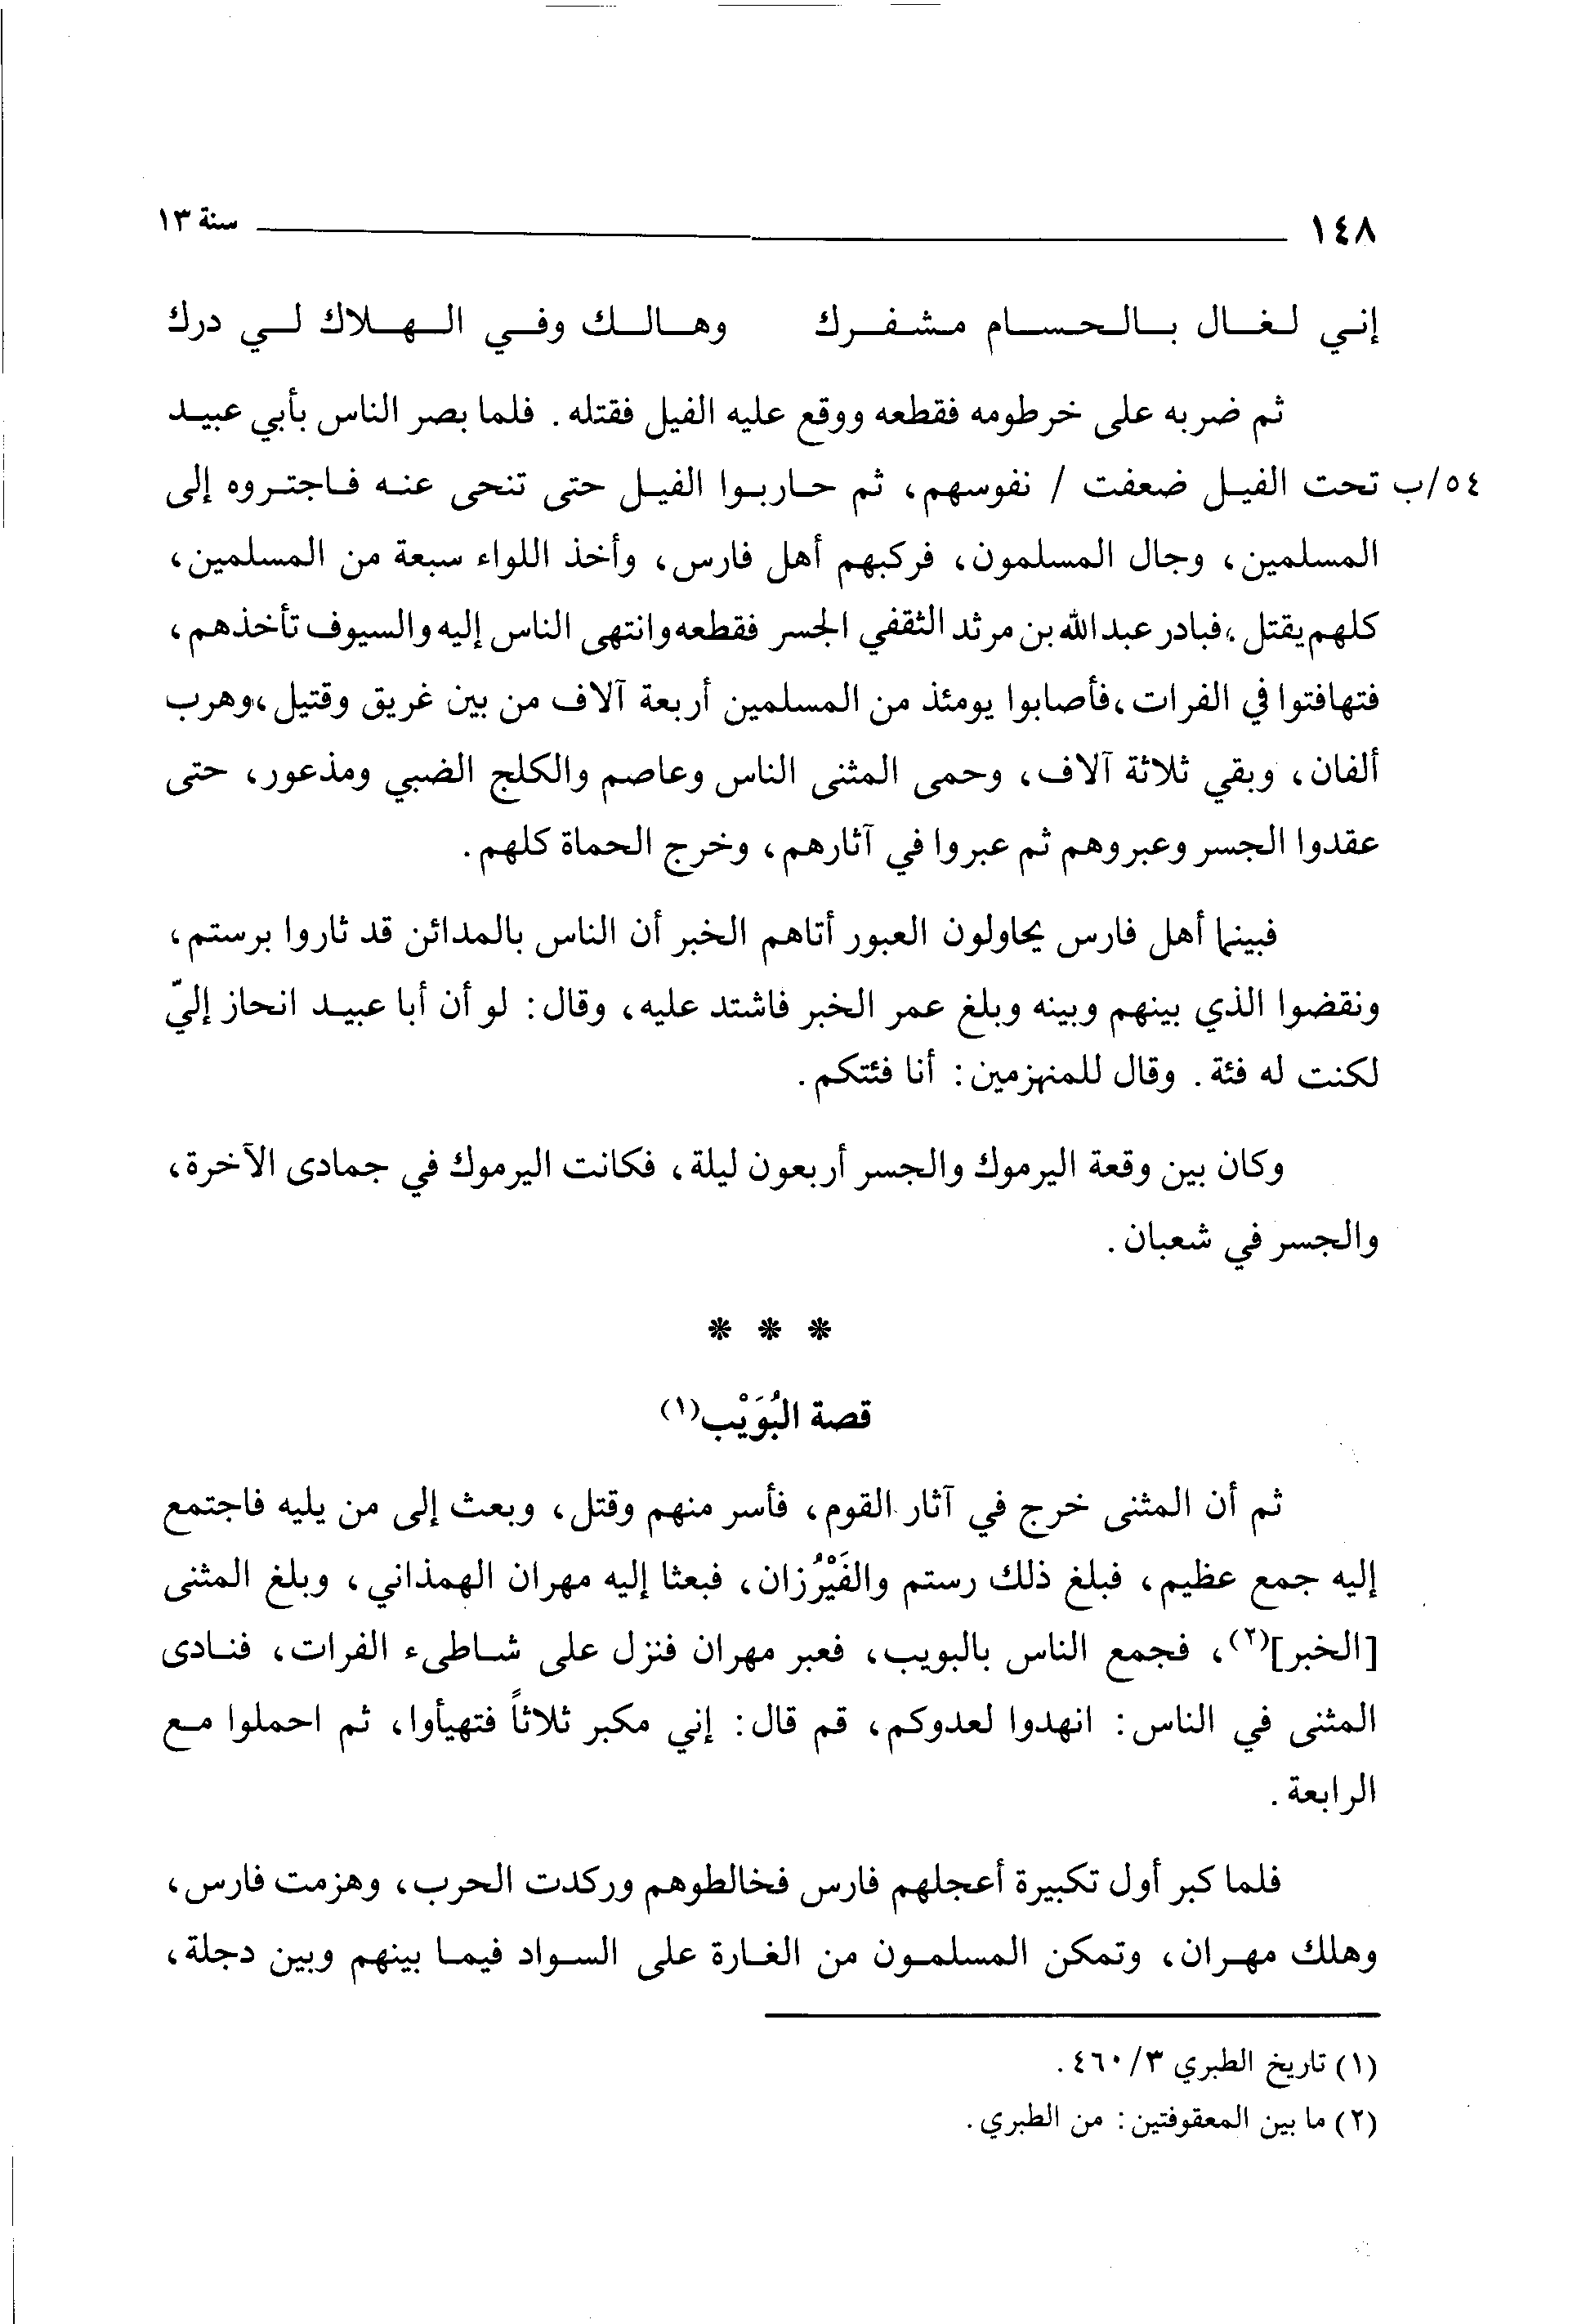 ١٤٨ سنة ١٣
إني لغال بالحسام مشفرك وهالك وفي الهلاك لي درك
ثم ضربه على خرطومه فقطعه ووقع عليه الفيل فقتله. فلما بصر الناس بأبي عبيد
٥٤/ب تحت الفيل ضعفت / نفوسهم، ثم حاربوا الفيل حتى تنحى عنه فاجتروه إلى
المسلمين، وجال المسلمون، فركبهم أهل فارس، وأخذ اللواء سبعة من المسلمين،
كلهم يقتل، فبادر عبدالله بن مرثد الثقفي الجسر فقطعه وانتهى الناس إليه والسيوف تأخذهم،
فتهافتوا في الفرات، فأصابوا يومئذ من المسلمين أربعة آلاف من بين غريق وقتيل، وهرب
ألفان، وبقي ثلاثة آلاف، وحمى المثنى الناس وعاصم والكلج الضبي ومذعور، حتى
عقدوا الجسر وعبروهم ثم عبروا في آثارهم، وخرج الحماة كلهم.
فبينما أهل فارس يحاولون العبور أتاهم الخبر أن الناس بالمدائن قد ثاروا برستم،
ونقضوا الذي بينهم وبينه وبلغ عمر الخبر فاشتد عليه، وقال: لو أن أبا عبيد انحاز إليّ
لكنت له فئة. وقال للمنهزمين: أنا فئتكم.
وكان بين وقعة اليرموك والجسر أربعون ليلة، فكانت اليرموك في جمادى الآخرة،
والجسر في شعبان.
* * *
قصة البُوَيْب(١)
ثم أن المثنى خرج في آثار القوم، فأسر منهم وقتل، وبعث إلى من يليه فاجتمع
إليه جمع عظيم، فبلغ ذلك رستم والفَيْرُزان، فبعثا إليه مهران الهمذاني، وبلغ المثنى
[الخبر](٢)، فجمع الناس بالبويب، فعبر مهران فنزل على شاطىء الفرات، فنادى
المثنى في الناس: انهدوا لعدوكم، قم قال: إني مكبر ثلاثاً فتهيأوا، ثم احملوا مع
الرابعة.
فلما كبر أول تكبيرة أعجلهم فارس فخالطوهم وركدت الحرب، وهزمت فارس،
وهلك مهران، وتمكن المسلمون من الغارة على السواد فيما بينهم وبين دجلة،
(١) تاريخ الطبري ٣/ ٤٦٠.
(٢) ما بين المعقوفتين: من الطبري.